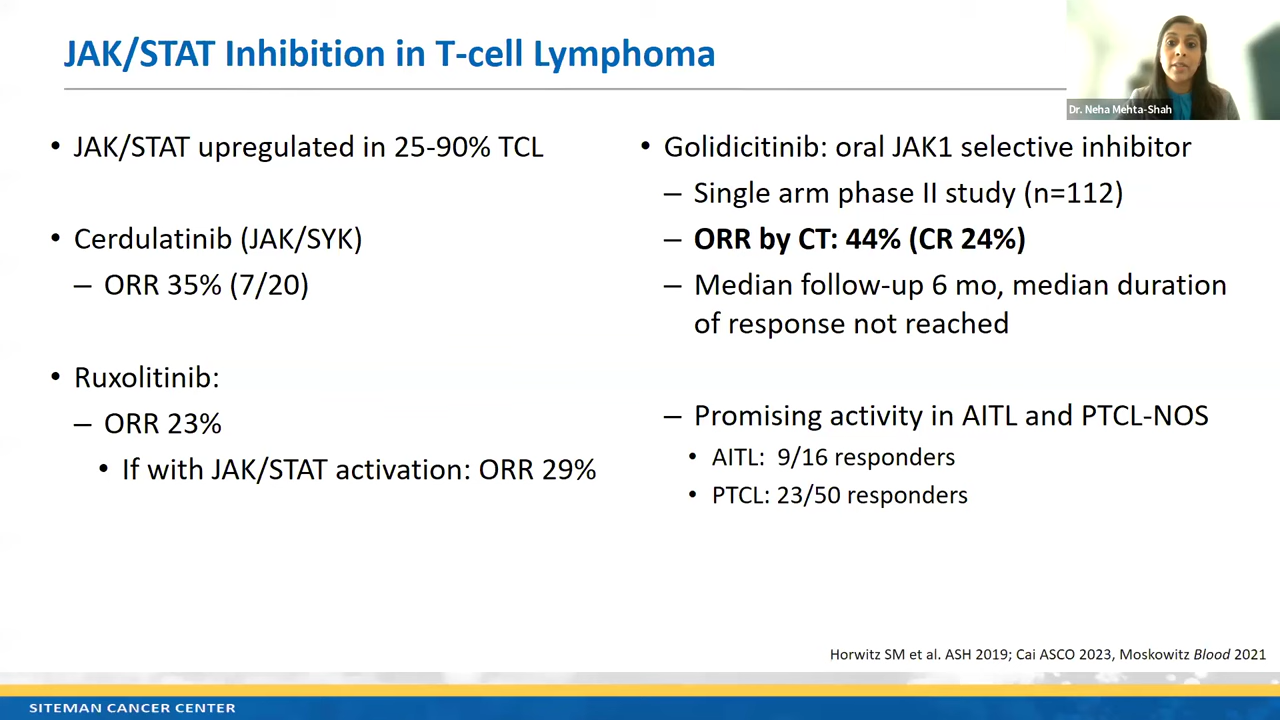 JAK/STAT Inhibition in T-cell Lymphoma
Dr. Neha Mehta-Shah
• JAK/STAT upregulated in 25-90% TCL
• Cerdulatinib (JAK/SYK)
– ORR 35% (7/20)
• Ruxolitinib:
– ORR 23%
• If with JAK/STAT activation: ORR 29%
• Golidicitinib: oral JAK1 selective inhibitor
– Single arm phase II study (n=112)
– ORR by CT: 44% (CR 24%)
– Median follow-up 6 mo, median duration
of response not reached
– Promising activity in AITL and PTCL-NOS
• AITL: 9/16 responders
• PTCL: 23/50 responders
Horwitz SM et al. ASH 2019; Cai ASCO 2023, Moskowitz Blood 2021
SITEMAN CANCER CENTER